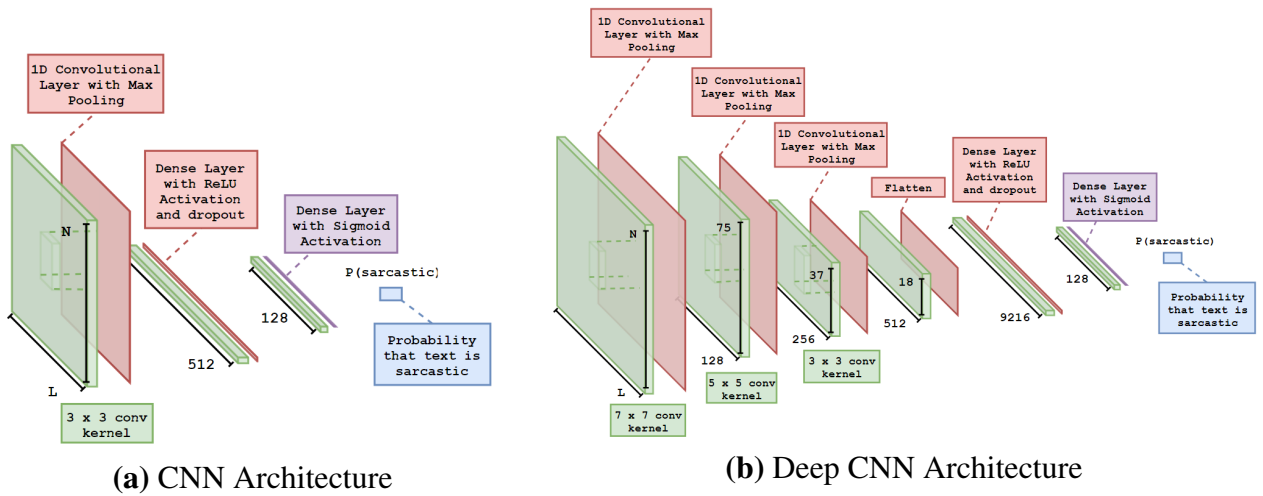 1D Convolutional
Layer with Max
Pooling
Dense Layer
with ReLU
Activation
and dropout
Dense Layer
with Sigmoid
Activation
N
P(sarcastic)
128
512
L
Probability
that text is
sarcastic
3 x 3 conv
kernel
(a) CNN Architecture
1D Convolutional
Layer with Max
Pooling
1D Convolutional
Layer with Max
Pooling
1D Convolutional
Layer with Max
Pooling
Flatten
Dense Layer
with ReLU
Activation
and dropout
Dense Layer
with Sigmoid
Activation
N
75
37
18
P(sarcastic)
L
128
256
512
9216
128
Probability
that text is
sarcastic
7 x 7 conv
kernel
5 x 5 conv
kernel
3 x 3 conv
kernel
(b) Deep CNN Architecture